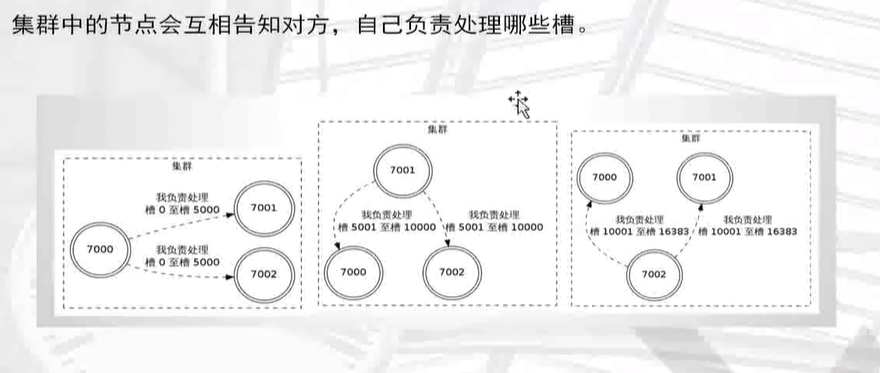 集群中的节点会互相告知对方，自己负责处理哪些槽。
集群
7000
我负责处理
槽 0 至槽 5000
7001
我负责处理
槽 0 至槽 5000
7002
集群
7001
我负责处理
槽 5001 至槽 10000
我负责处理
槽 5001 至槽 10000
7000
7002
集群
7000
7001
我负责处理
槽 10001 至槽 16383
我负责处理
槽 10001 至槽 16383
7002